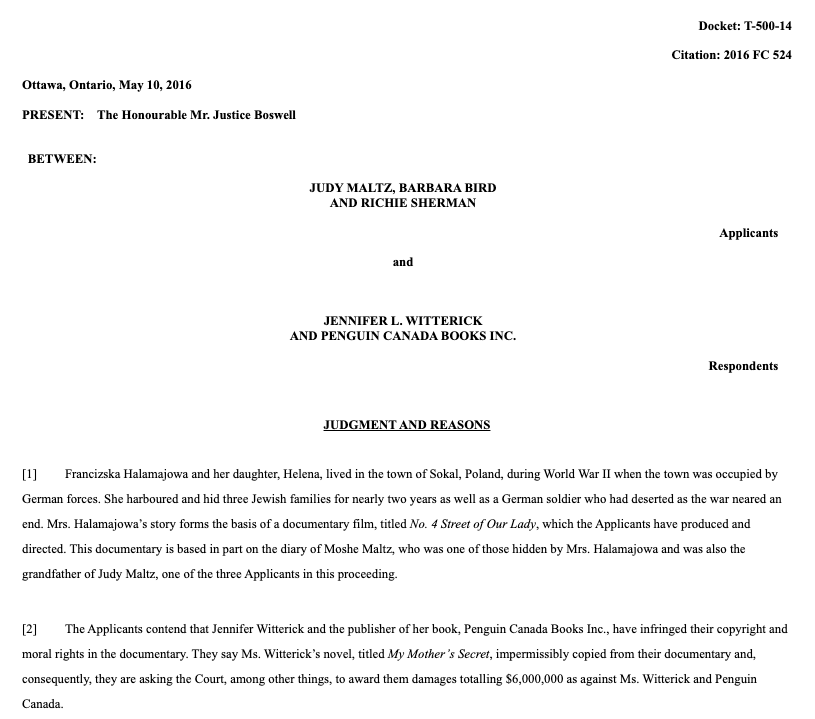 Docket: T-500-14
Citation: 2016 FC 524
Ottawa, Ontario, May 10, 2016
PRESENT: The Honourable Mr. Justice Boswell
BETWEEN:
JUDY MALTZ, BARBARA BIRD
AND RICHIE SHERMAN
Applicants
and
JENNIFER L. WITTERICK
AND PENGUIN CANADA BOOKS INC.
Respondents
JUDGMENT AND REASONS
[1] Francizska Halamajowa and her daughter, Helena, lived in the town of Sokal, Poland, during World War II when the town was occupied by
German forces. She harboured and hid three Jewish families for nearly two years as well as a German soldier who had deserted as the war neared an
end. Mrs. Halamajowa’s story forms the basis of a documentary film, titled No. 4 Street of Our Lady, which the Applicants have produced and
directed. This documentary is based in part on the diary of Moshe Maltz, who was one of those hidden by Mrs. Halamajowa and was also the
grandfather of Judy Maltz, one of the three Applicants in this proceeding.
[2] The Applicants contend that Jennifer Witterick and the publisher of her book, Penguin Canada Books Inc., have infringed their copyright and
moral rights in the documentary. They say Ms. Witterick’s novel, titled My Mother’s Secret, impermissibly copied from their documentary and,
consequently, they are asking the Court, among other things, to award them damages totalling $6,000,000 as against Ms. Witterick and Penguin
Canada.